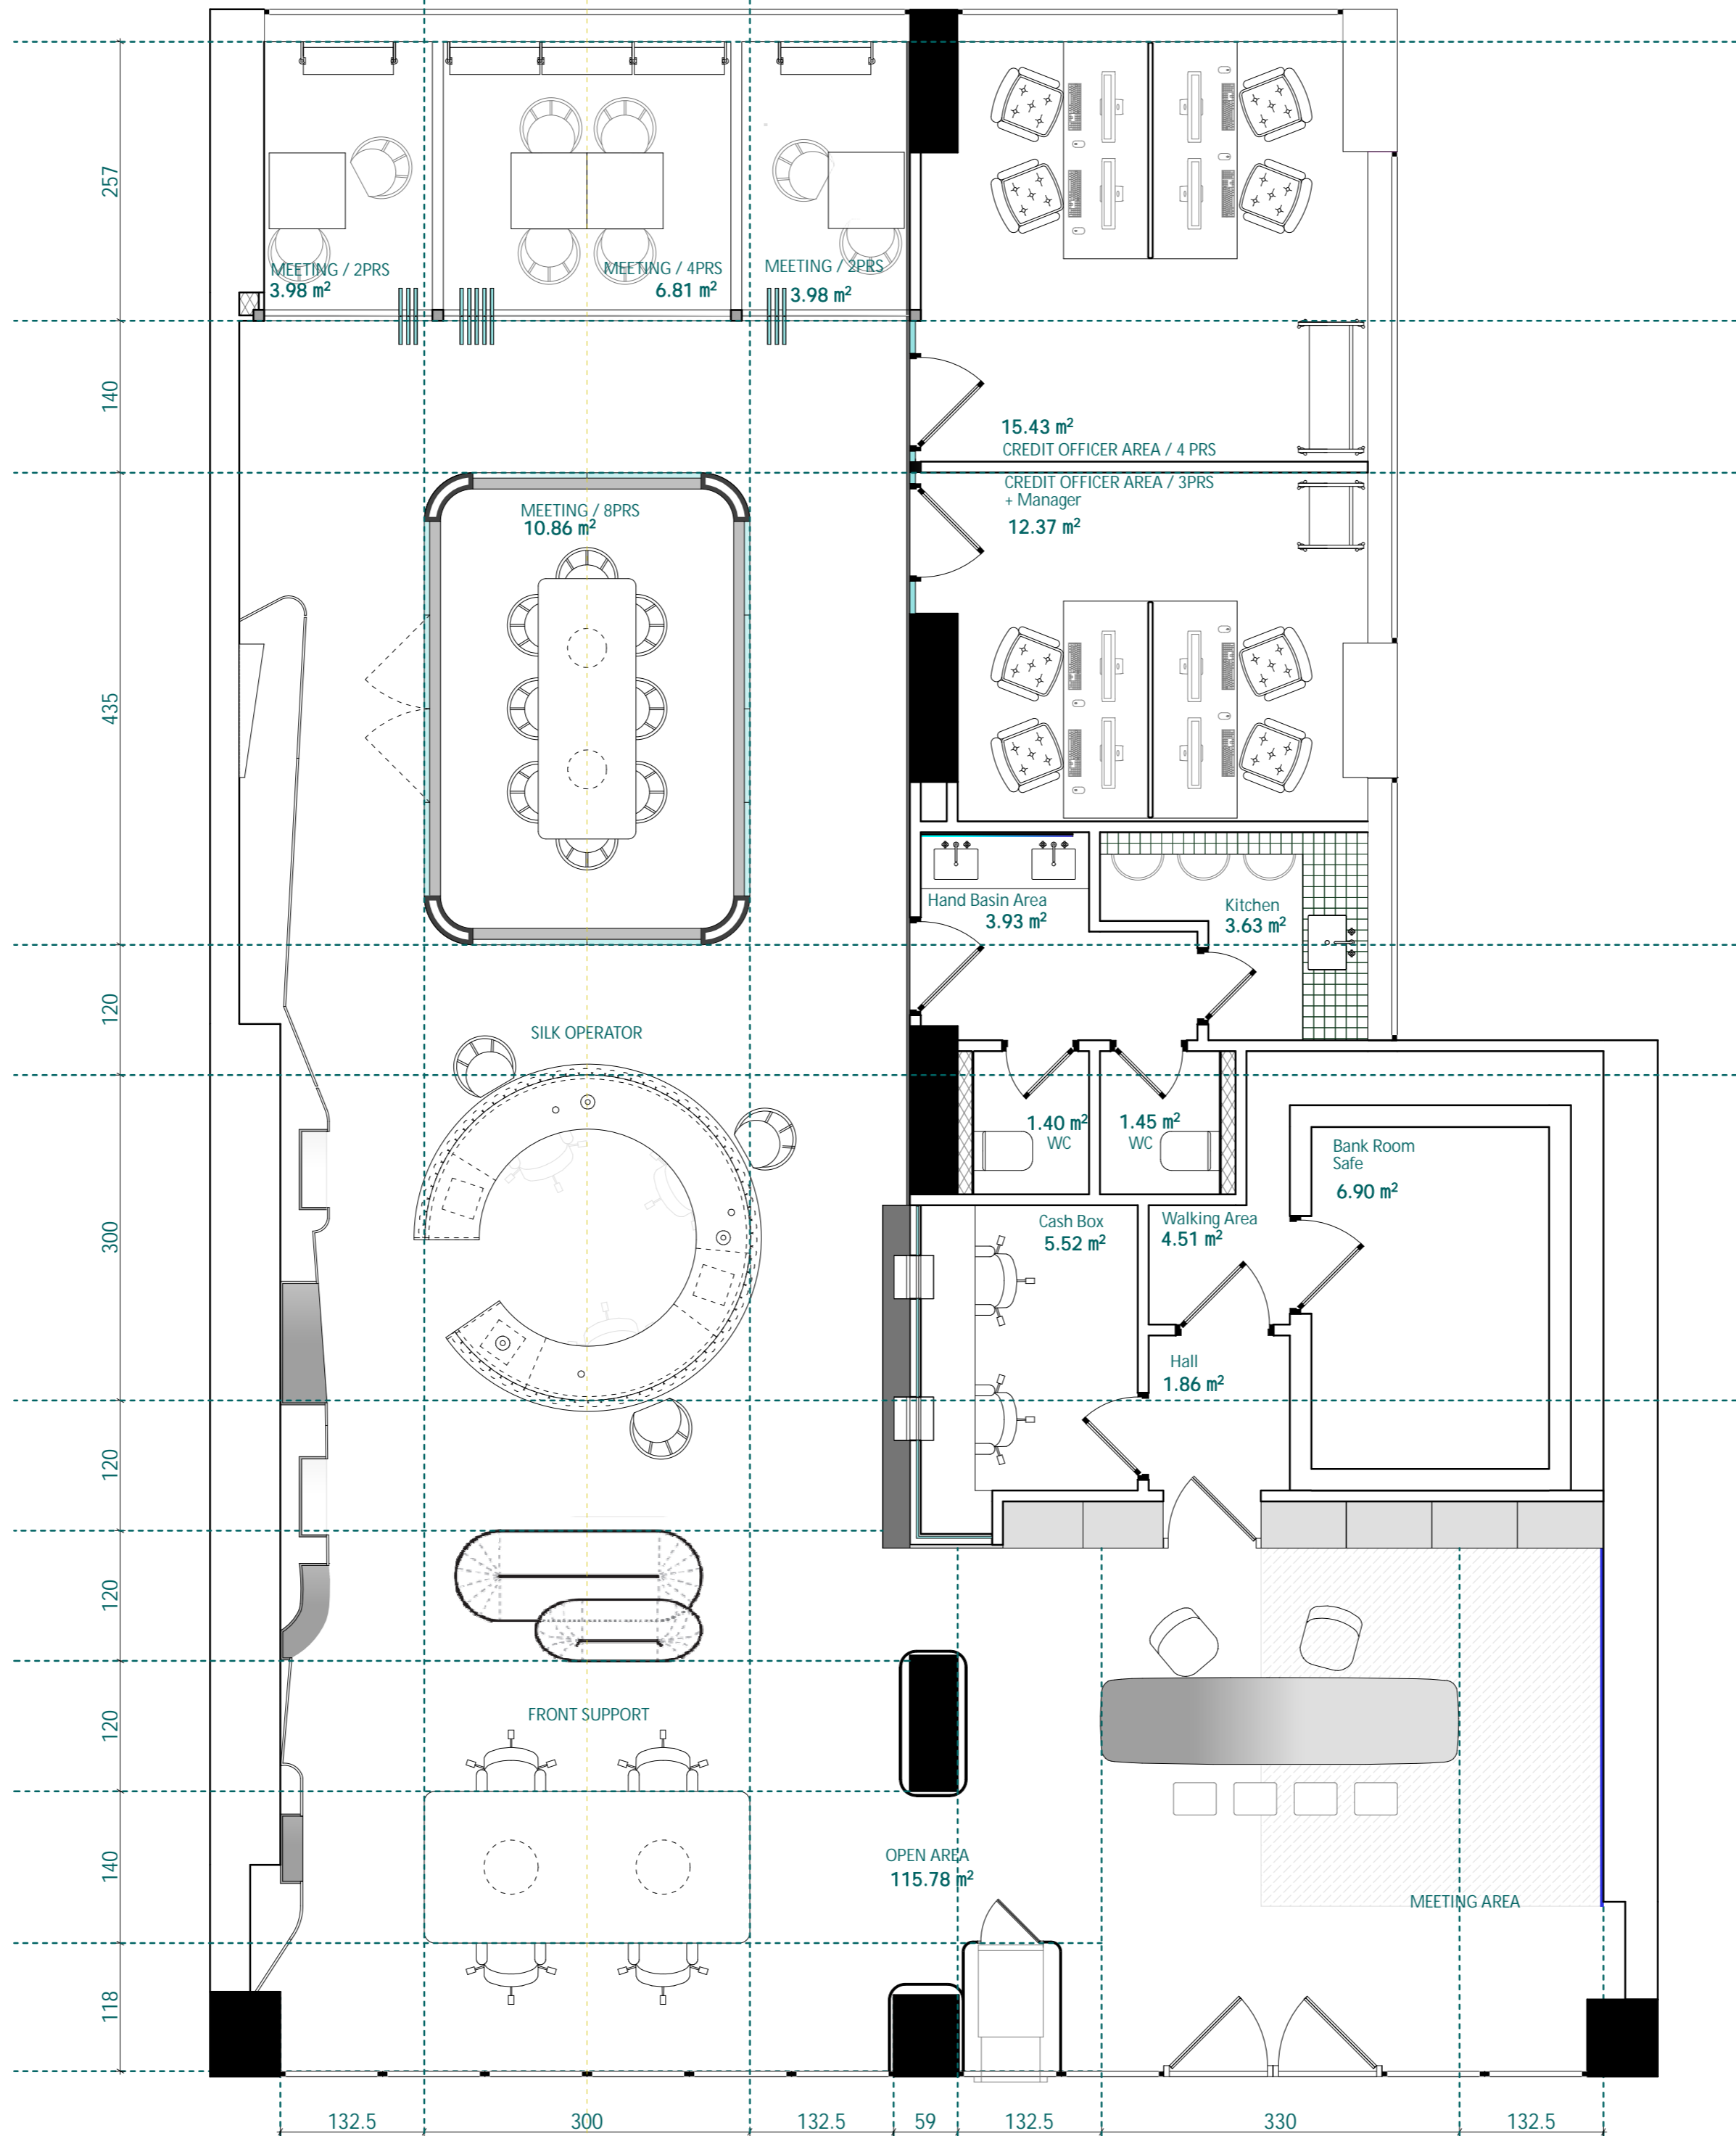 257
140
435
120
300
120
120
120
140
118
MEETING / 2PRS
3.98 m²
MEETING / 4PRS
6.81 m²
MEETING / 2PRS
3.98 m²
15.43 m²
CREDIT OFFICER AREA / 4 PRS
CREDIT OFFICER AREA / 3PRS
+ Manager
12.37 m²
MEETING / 8PRS
10.86 m²
Hand Basin Area
3.93 m²
Kitchen
3.63 m²
SILK OPERATOR
1.40 m²
WC
1.45 m²
WC
Bank Room
Safe
6.90 m²
Cash Box
5.52 m²
Walking Area
4.51 m²
Hall
1.86 m²
FRONT SUPPORT
OPEN AREA
115.78 m²
MEETING AREA
132.5
300
132.5
59
132.5
330
132.5